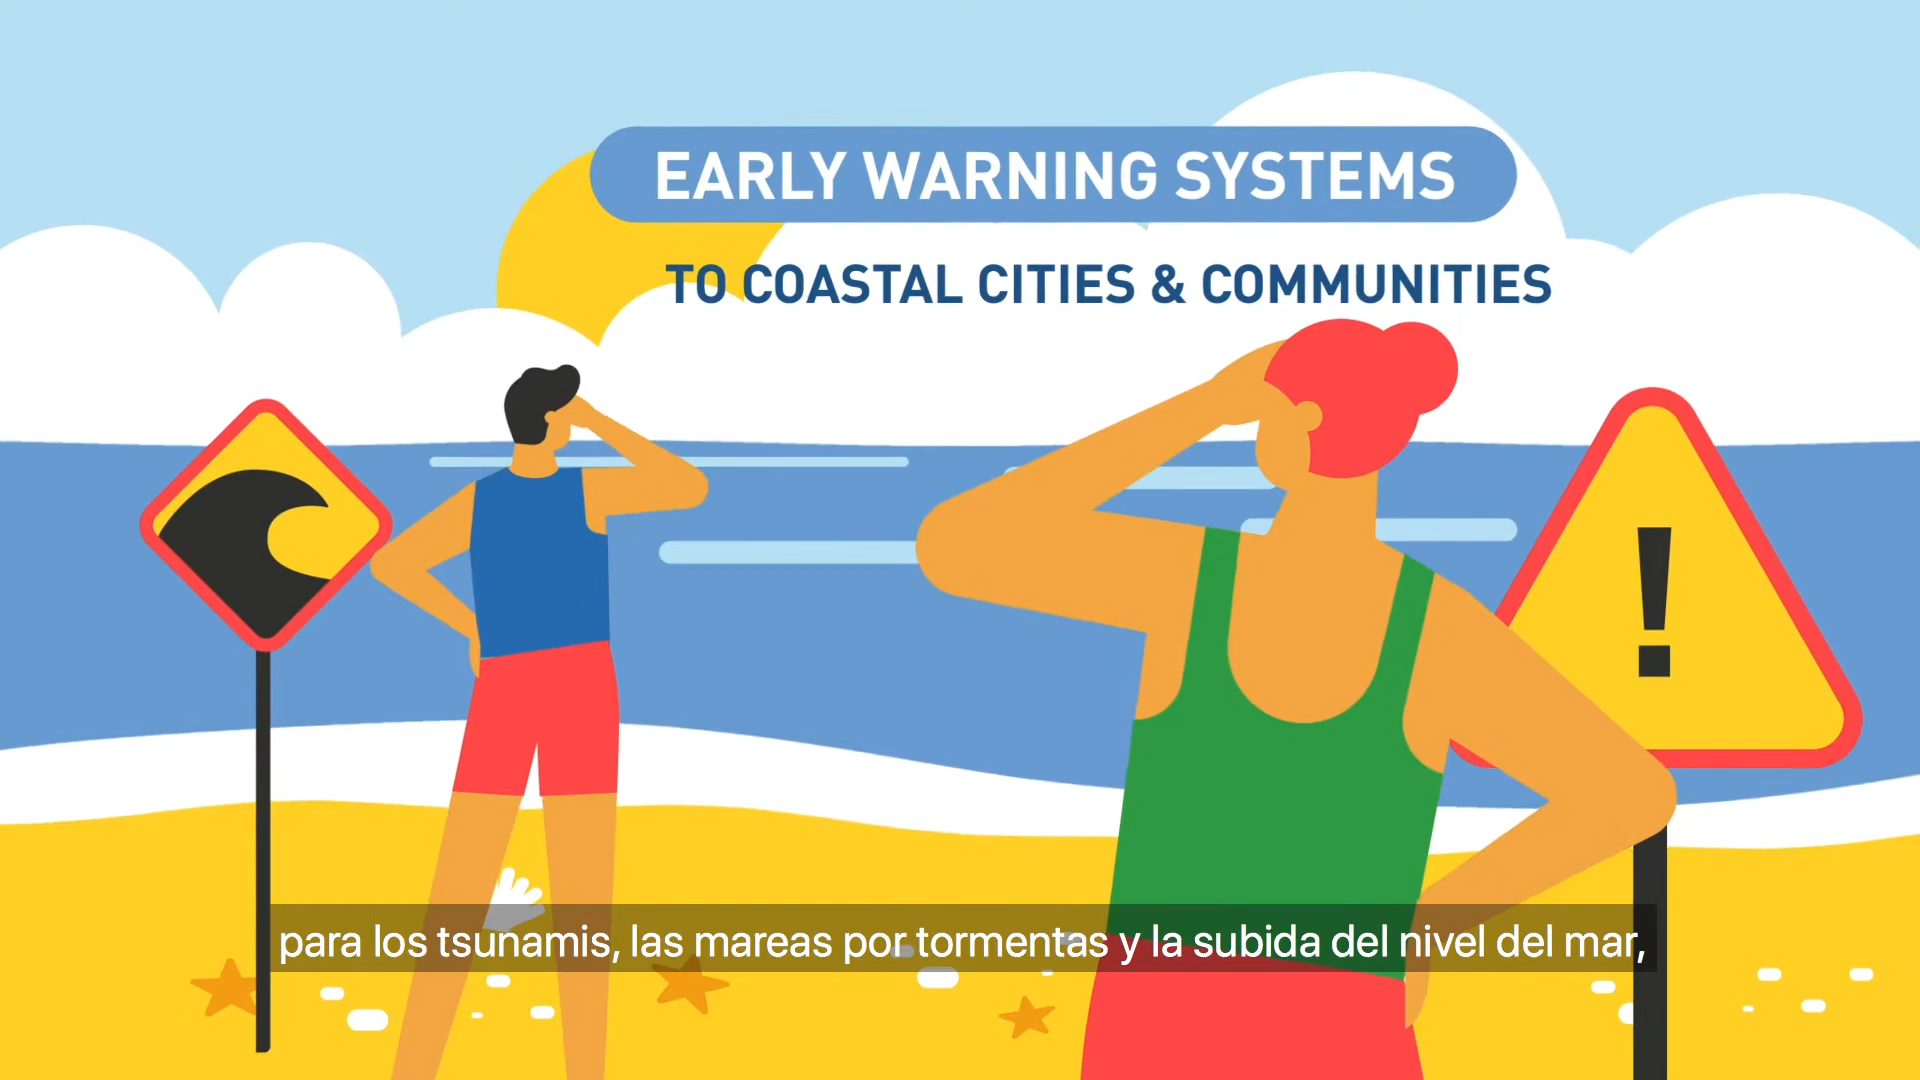 EARLY WARNING SYSTEMS
TO COASTAL CITIES & COMMUNITIES
!
para los tsunamis, las mareas por tormentas y la subida del nivel del mar,